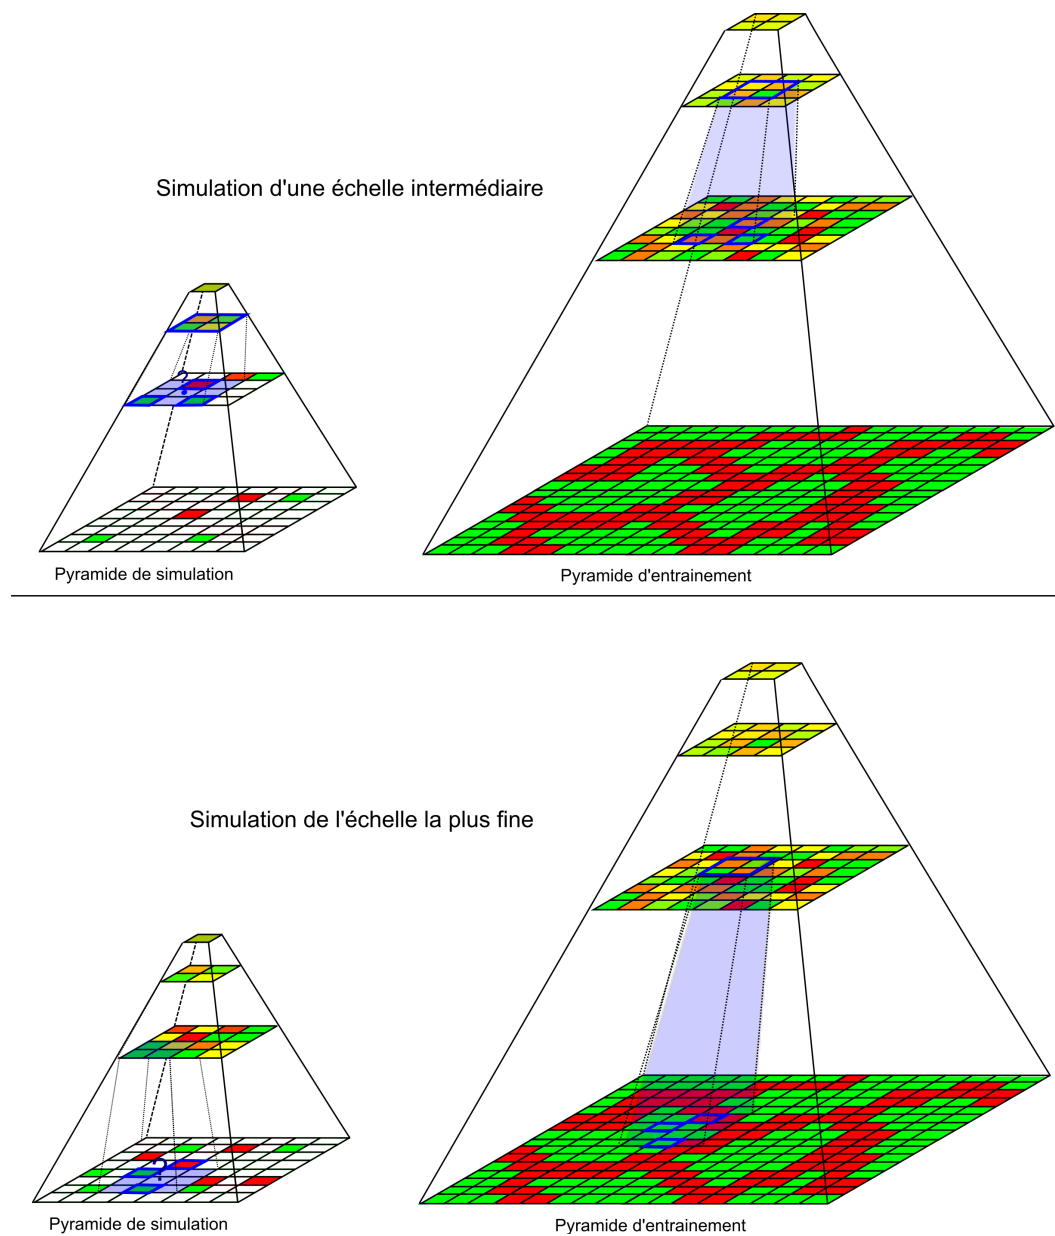 Simulation d'une échelle intermédiaire
?
Pyramide de simulation
Pyramide d'entrainement
Simulation de l'échelle la plus fine
?
Pyramide de simulation
Pyramide d'entrainement